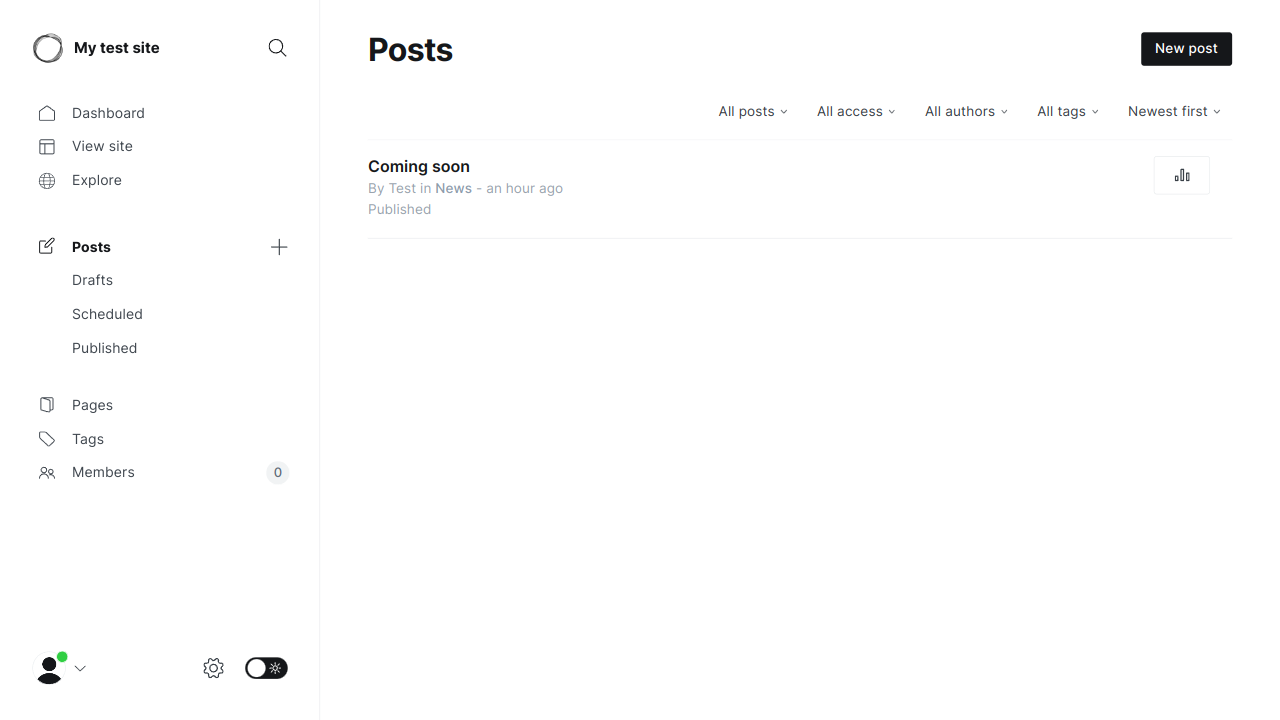 My test site
Dashboard
View site
Explore
Posts
Drafts
Scheduled
Published
Pages
Tags
Members
0
Posts
New post
All posts
All access
All authors
All tags
Newest first
Coming soon
By Test in News - an hour ago
Published